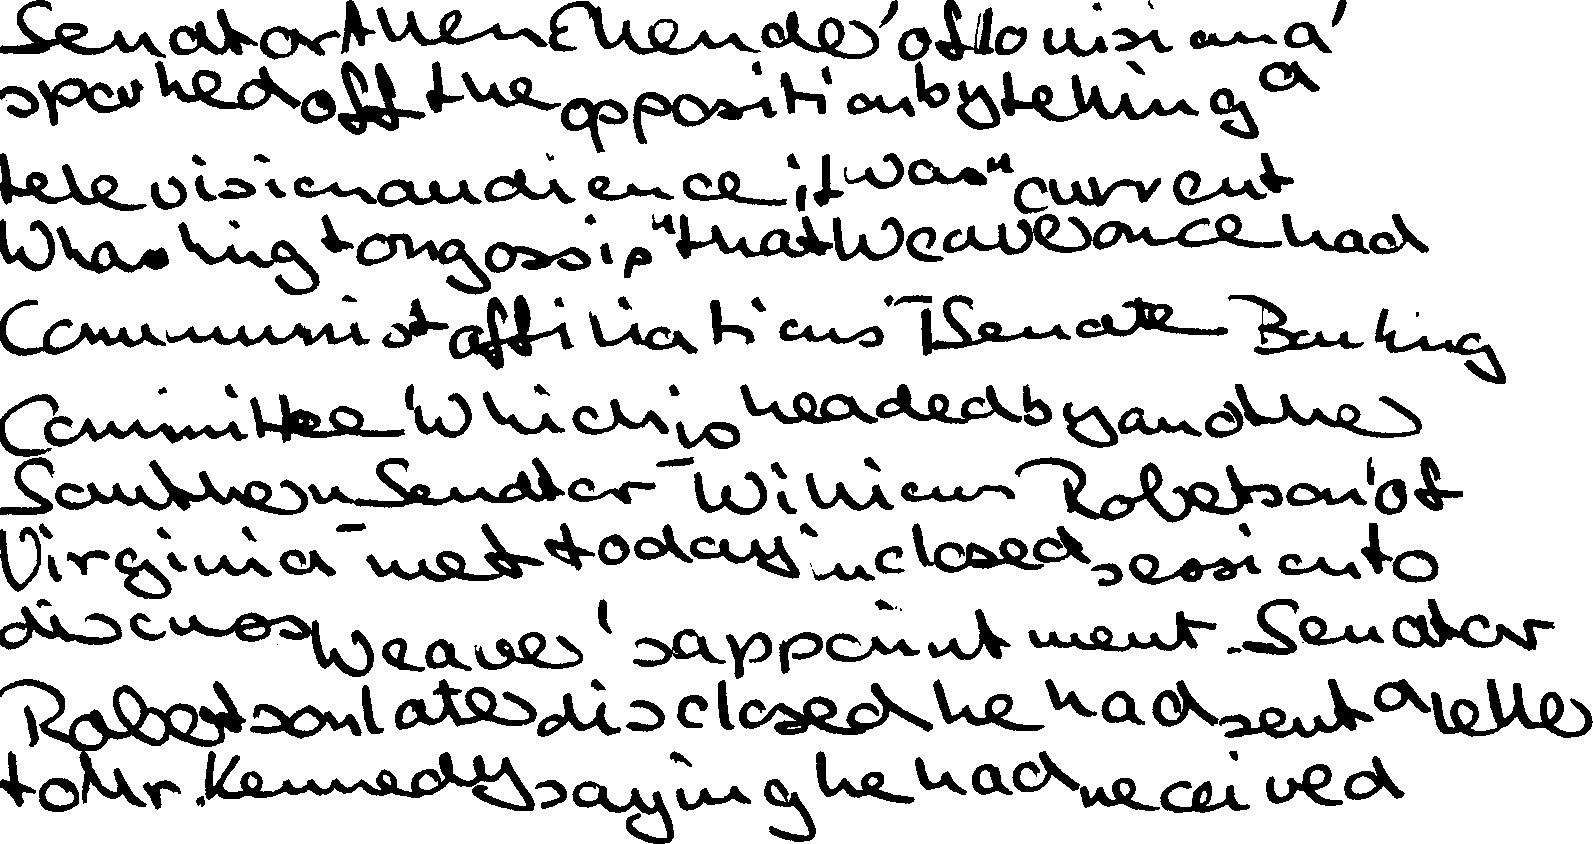 Senator Allen Ellender 'of Louisiana'
sparked off the opposition by telling a
television audience it was "current
Whashington gossip" that Weaver once had
Communist affiliations" The Senate Banking
Committee 'which is headed by another
Southern Senator - William Robertson 'of
Virginia - met today in closed session to
discuss Weaver's appointment. Senator
Robertson later disclosed he had sent a letter
to Mr. Kennedy saying he had received